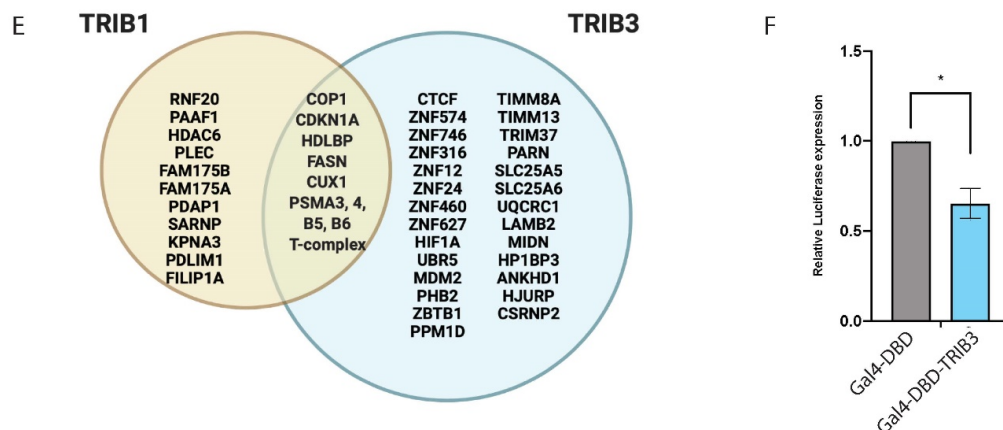 E
TRIB1
TRIB3
RNF20
PAAF1
HDAC6
PLEC
FAM175B
FAM175A
PDAP1
SARNP
KPNA3
PDLIM1
FILIP1A
COP1
CDKN1A
HDLBP
FASN
CUX1
PSMA3, 4,
B5, B6
T-complex
CTCF
ZNF574
ZNF746
ZNF316
ZNF12
ZNF24
ZNF460
ZNF627
HIF1A
UBR5
MDM2
PHB2
ZBTB1
PPM1D
TIMM8A
TIMM13
TRIM37
PARN
SLC25A5
SLC25A6
UQCRC1
LAMB2
MIDN
HP1BP3
ANKHD1
HJURP
CSRNP2
F
Relative Luciferase expression
1.5
1.0
0.5
0.0
*
Gal4-DBD
Gal4-DBD-TRIB3